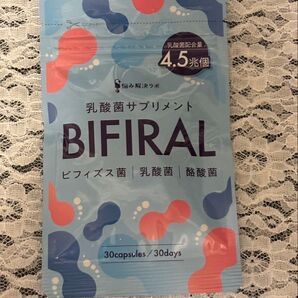 乳酸菌配合量
4.5兆個
悩み解決ラボ
乳酸菌サプリメント
BIFIRAL
ビフィズス菌 | 乳酸菌 | 酪酸菌
30capsules/30days